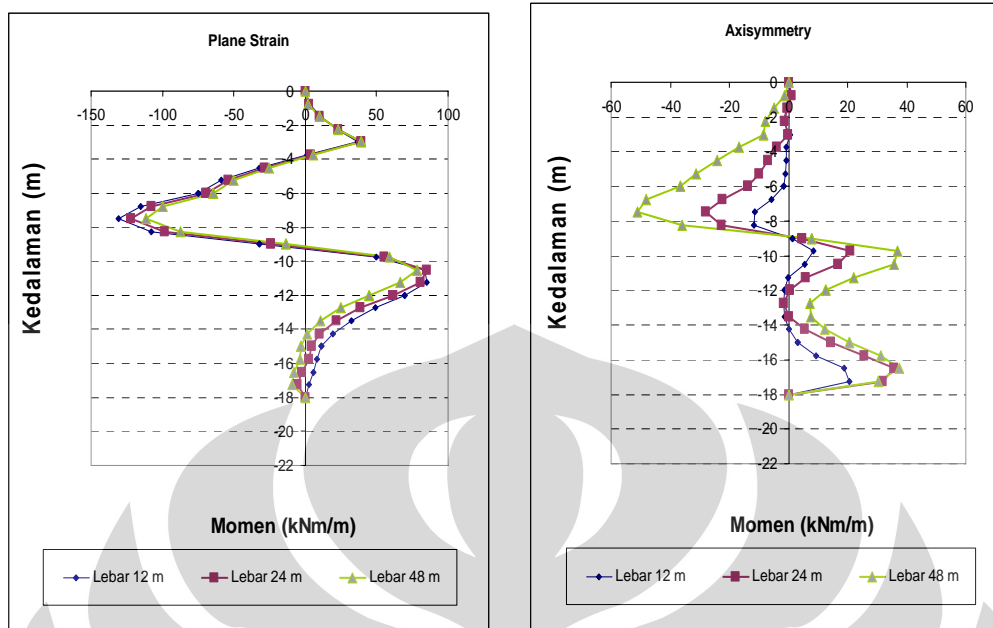 Plane Strain
-150 -100 -50 0 50 100
0
-2
-4
-6
-8
-10
-12
-14
-16
-18
-20
-22
Kedalaman (m)
Momen (kNm/m)
Lebar 12 m Lebar 24 m Lebar 48 m
Axisymmetry
-60 -40 -20 0 20 40 60
0
-2
-4
-6
-8
-10
-12
-14
-16
-18
-20
-22
Kedalaman (m)
Momen (kNm/m)
Lebar 12 m Lebar 24 m Lebar 48 m